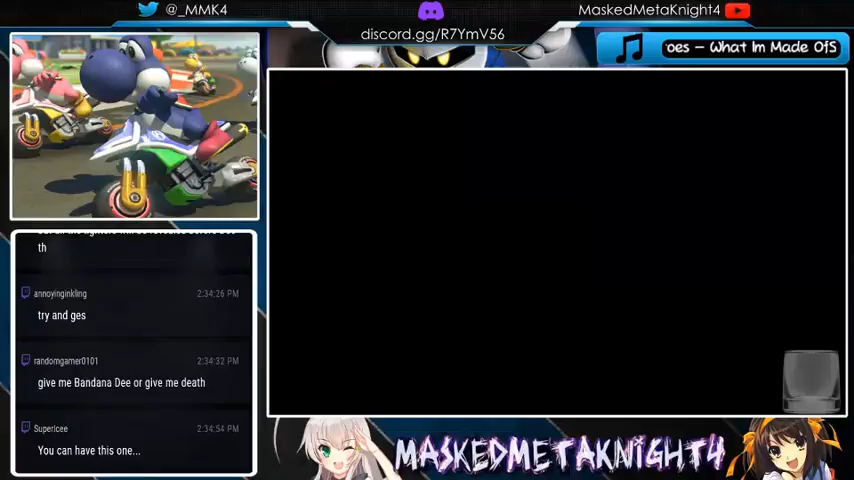 @_MMK4
discord.gg/R7YmV56
MaskedMetaKnight4
oes – What Im Made OfS
th
annoyinginkling 2:34:26 PM
try and ges
randomgamer0101 2:34:32 PM
give me Bandana Dee or give me death
SuperIcee 2:34:54 PM
You can have this one...
MASKEDMETAKNIGHT4